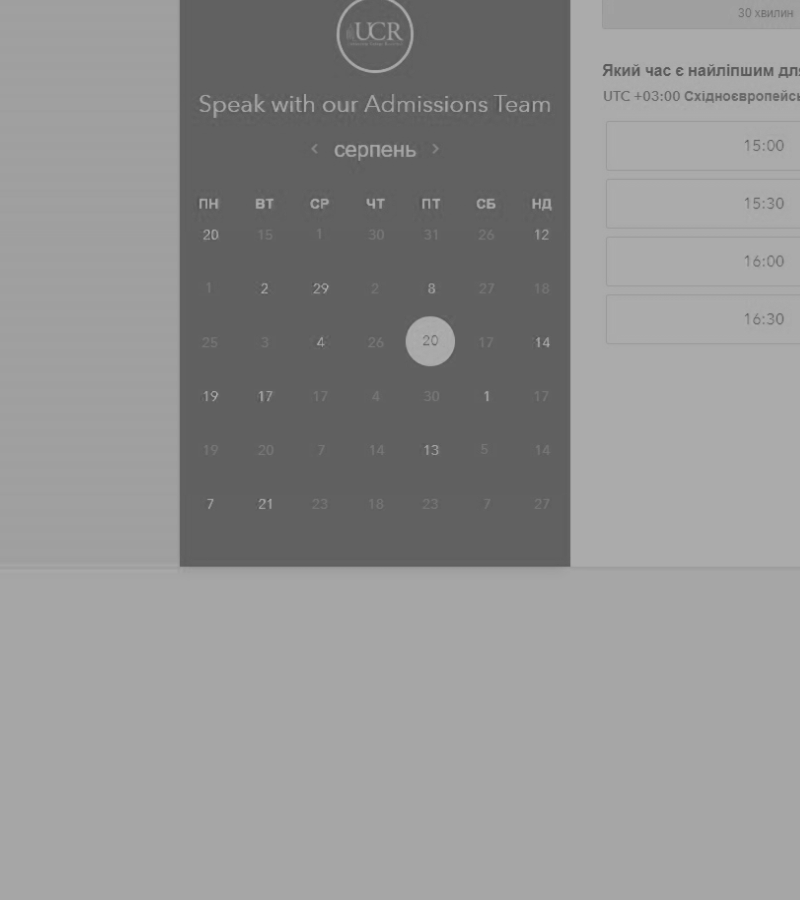 UCR
Speak with our Admissions Team
серпень
ПН ВТ СР ЧТ ПТ СБ НД
20 15 1 30 31 26 12
1 2 29 2 8 27 18
25 3 4 26 20 17 14
19 17 17 4 30 1 17
19 20 7 14 13 5 14
7 21 23 18 23 7 27
30 хвилин
Який час є найліпшим дл
UTC +03:00 Східноєвропейсь
15:00
15:30
16:00
16:30